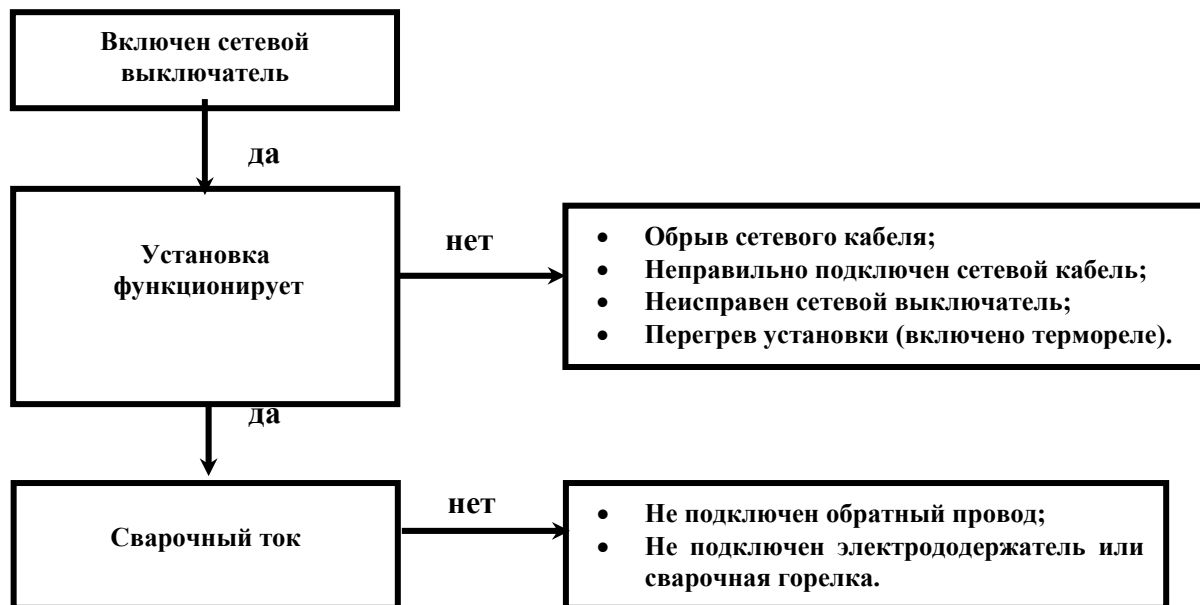 Включен сетевой
выключатель
да
Установка
функционирует
нет
• Обрыв сетевого кабеля;
• Неправильно подключен сетевой кабель;
• Неисправен сетевой выключатель;
• Перегрев установки (включено термореле).
да
Сварочный ток
нет
• Не подключен обратный провод;
• Не подключен электрододержатель или
сварочная горелка.